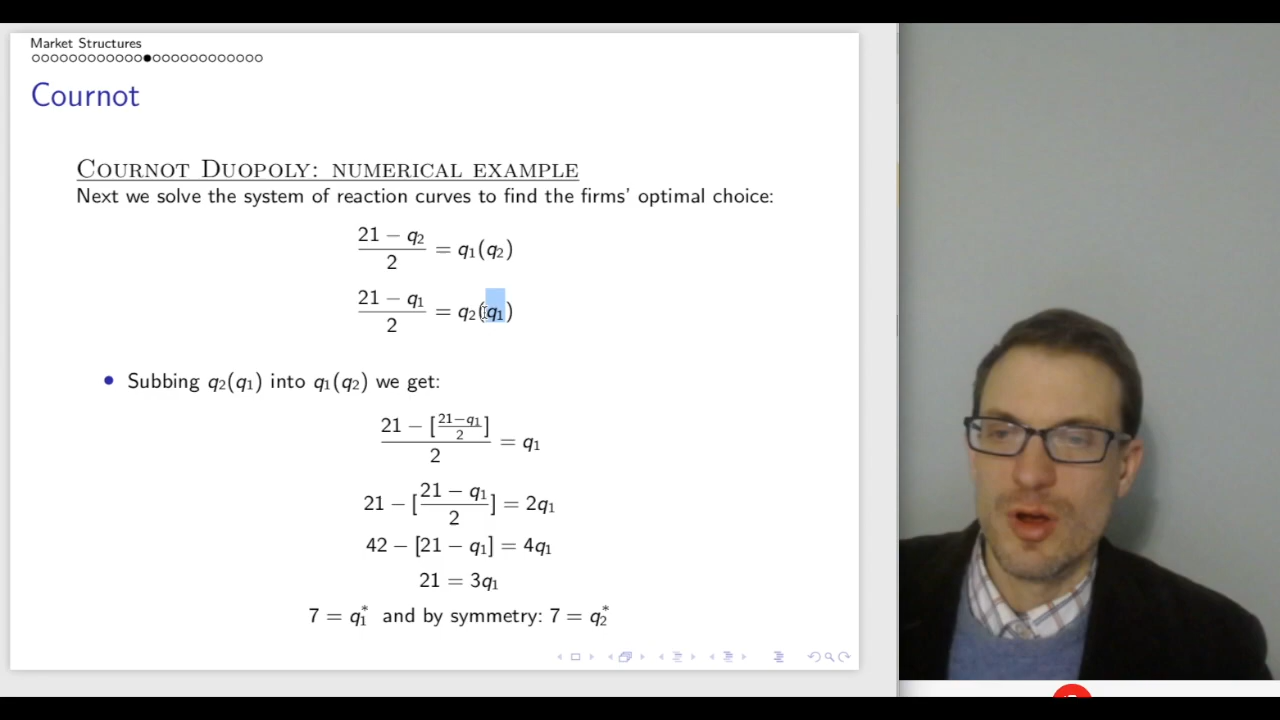 Market Structures
Cournot
Cournot Duopoly: numerical example
Next we solve the system of reaction curves to find the firms' optimal choice:
(21 − q₂)/2 = q₁(q₂)
(21 − q₁)/2 = q₂(q₁)
• Subbing q₂(q₁) into q₁(q₂) we get:
(21 − [(21−q₁)/2])/2 = q₁
21 − [(21 − q₁)/2] = 2q₁
42 − [21 − q₁] = 4q₁
21 = 3q₁
7 = q₁* and by symmetry: 7 = q₂*